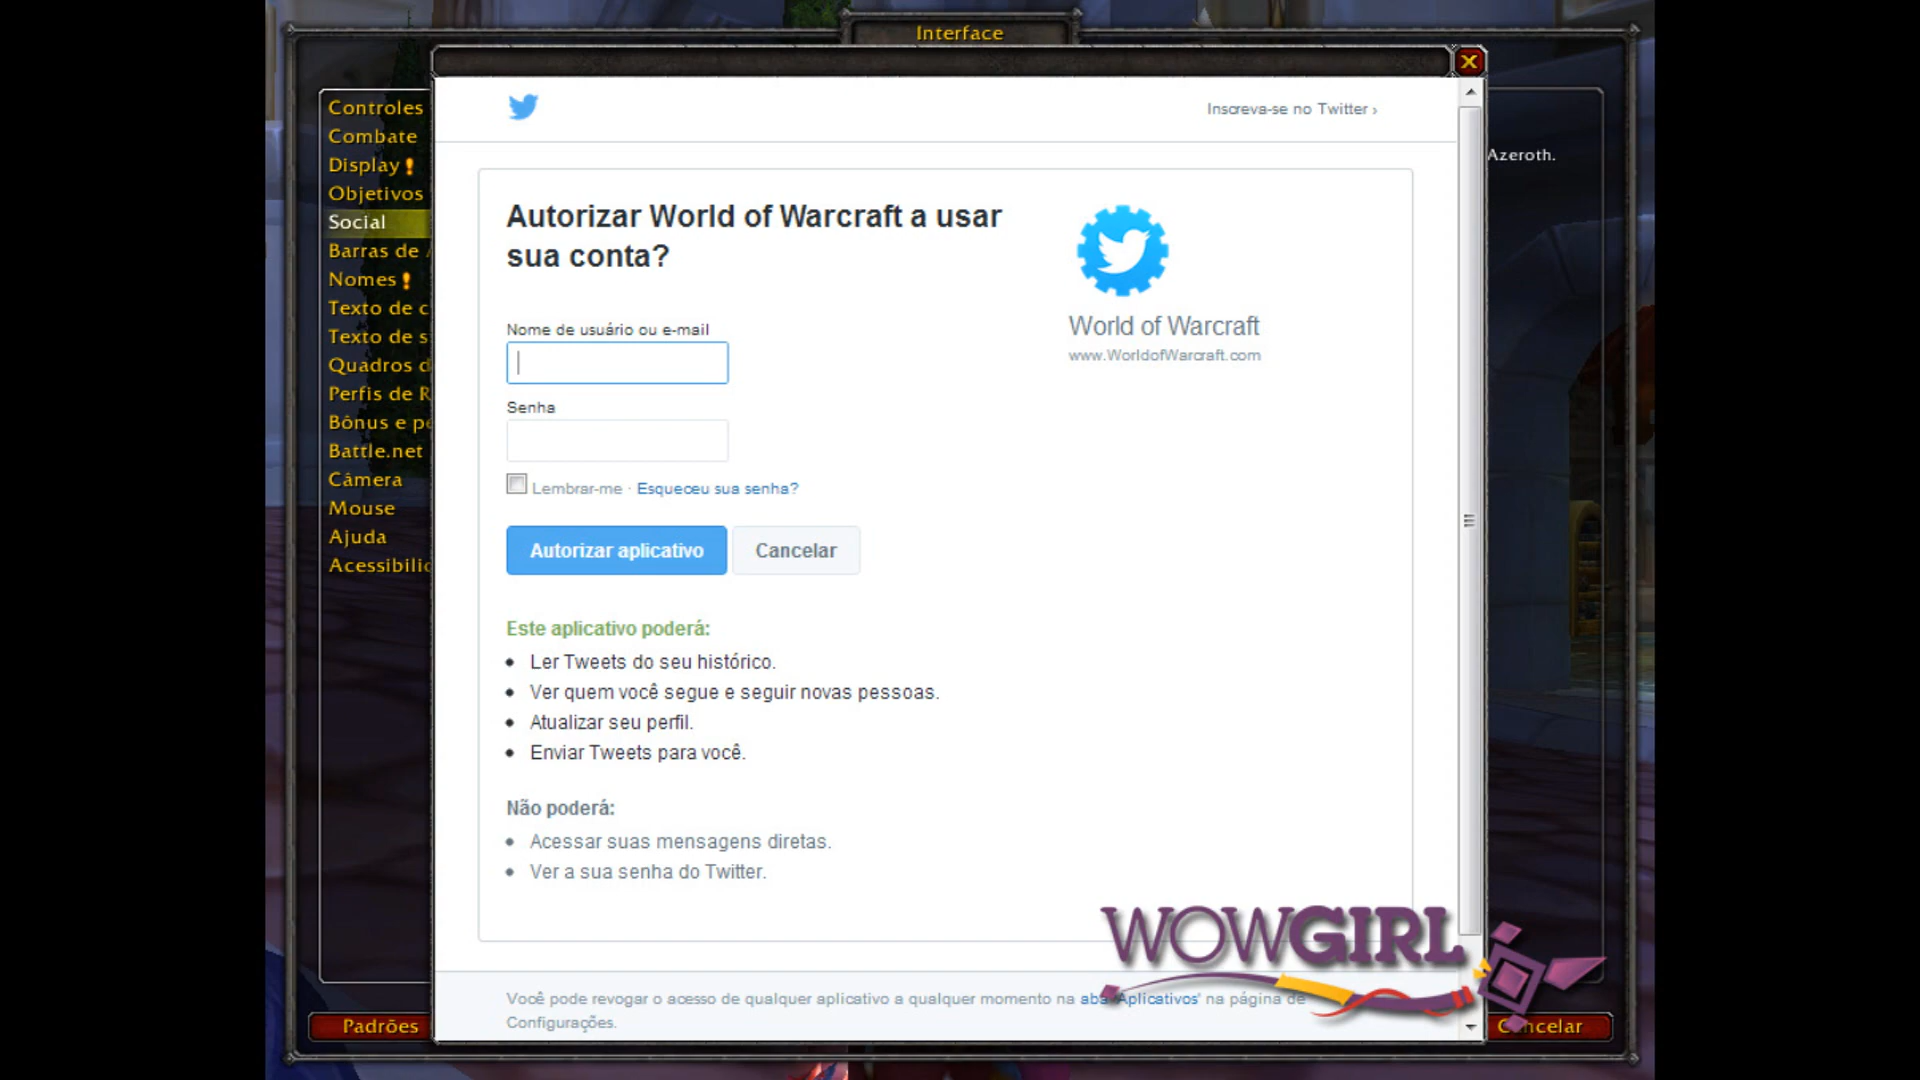 Interface
X
Inscreva-se no Twitter ›
Controles
Combate
Display !
Objetivos
Social
Barras de
Nomes !
Texto de c
Texto de s
Quadros d
Perfis de R
Bônus e pe
Battle.net
Câmera
Mouse
Ajuda
Acessibilid
Azeroth.
Autorizar World of Warcraft a usar
sua conta?
World of Warcraft
www.WorldofWarcraft.com
Nome de usuário ou e-mail
Senha
Lembrar-me · Esqueceu sua senha?
Autorizar aplicativo
Cancelar
Este aplicativo poderá:
• Ler Tweets do seu histórico.
• Ver quem você segue e seguir novas pessoas.
• Atualizar seu perfil.
• Enviar Tweets para você.
Não poderá:
• Acessar suas mensagens diretas.
• Ver a sua senha do Twitter.
WOWGIRL
Você pode revogar o acesso de qualquer aplicativo a qualquer momento na aba 'Aplicativos' na página de
Configurações.
Padrões
Cancelar